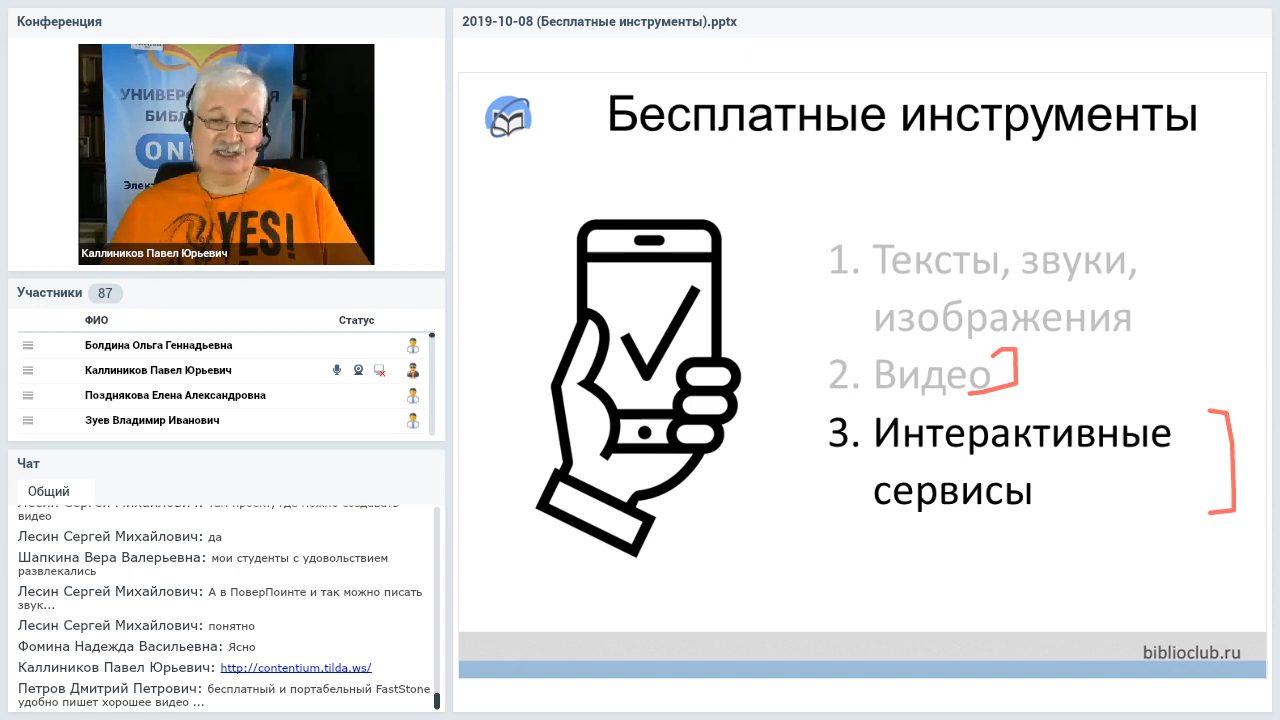 Конференция
YES!
Каллиников Павел Юрьевич
Участники 87
ФИО Статус
Болдина Ольга Геннадьевна
Каллиников Павел Юрьевич
Позднякова Елена Александровна
Зуев Владимир Иванович
Чат
Общий
видео
Лесин Сергей Михайлович: да
Шапкина Вера Валерьевна: мои студенты с удовольствием
развлекались
Лесин Сергей Михайлович: А в ПоверПоинте и так можно писать
звук...
Лесин Сергей Михайлович: понятно
Фомина Надежда Васильевна: Ясно
Каллиников Павел Юрьевич: http://contentium.tilda.ws/
Петров Дмитрий Петрович: бесплатный и портабельный FastStone
удобно пишет хорошее видео ...
2019-10-08 (Бесплатные инструменты).pptx
Бесплатные инструменты
1. Тексты, звуки,
изображения
2. Видео
3. Интерактивные
сервисы
biblioclub.ru